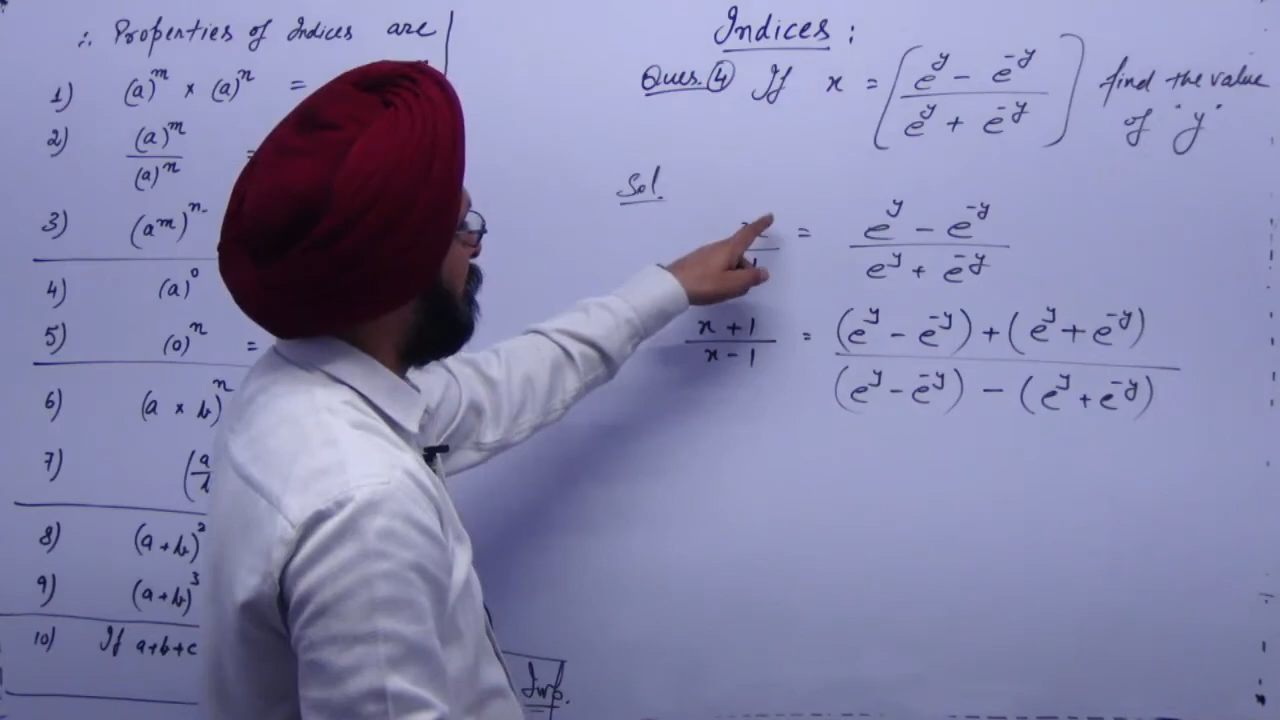 ∴ Properties of Indices are
1) (a)^m × (a)^n =
2) (a)^m / (a)^n =
3) (a^m)^n
4) (a)^0
5) (0)^n =
6) (a × b)^n
7) (a
8) (a+b)^2
9) (a+b)^3
10) If a+b+c
Imp.
Indices :
Ques. ④ If x = ( (e^y - e^-y) / (e^y + e^-y) ) find the value
of "y"
Sol.
= (e^y - e^-y) / (e^y + e^-y)
(x + 1) / (x - 1) = ((e^y - e^-y) + (e^y + e^-y)) / ((e^y - e^-y) - (e^y + e^-y))